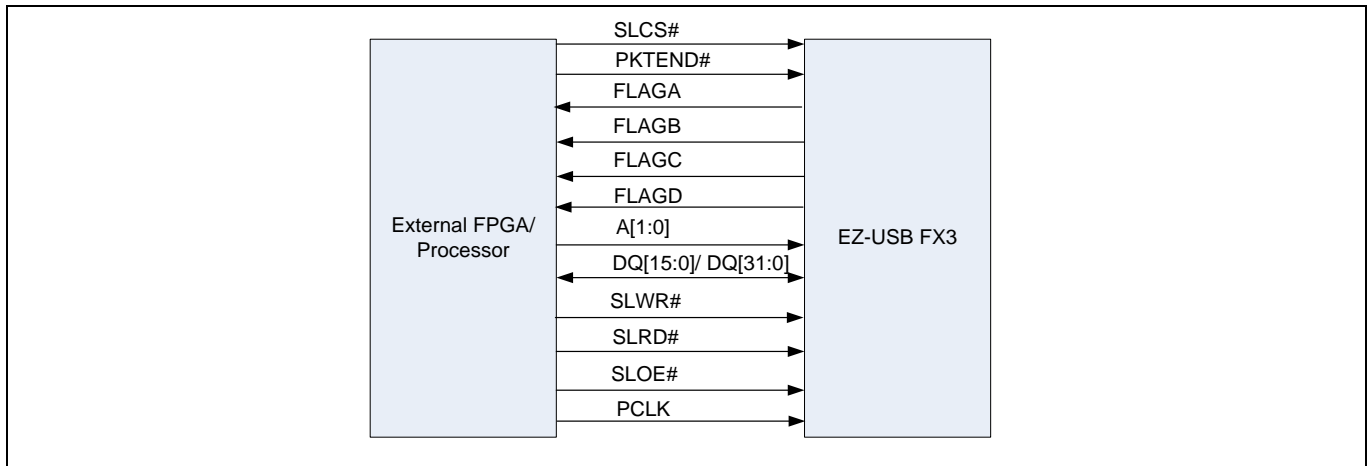 SLCS#
PKTEND#
FLAGA
FLAGB
FLAGC
FLAGD
External FPGA/
Processor
A[1:0]
EZ-USB FX3
DQ[15:0]/ DQ[31:0]
SLWR#
SLRD#
SLOE#
PCLK